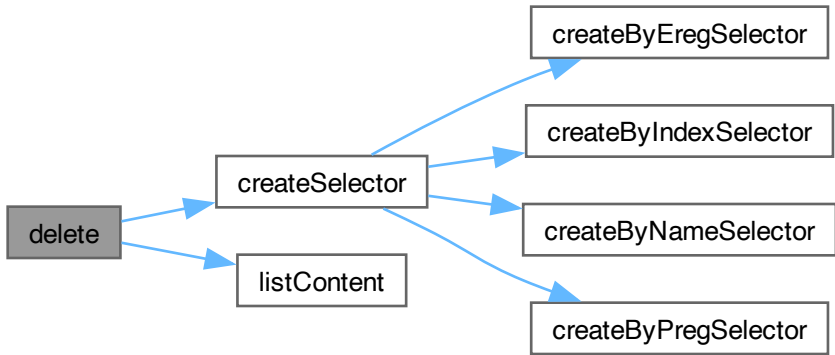 createByEregSelector
createByIndexSelector
createSelector
delete
createByNameSelector
listContent
createByPregSelector